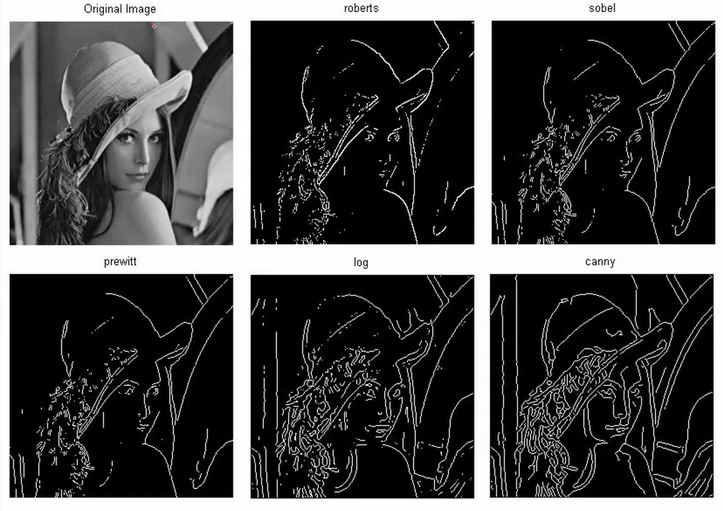 Original Image
roberts
sobel
prewitt
log
canny